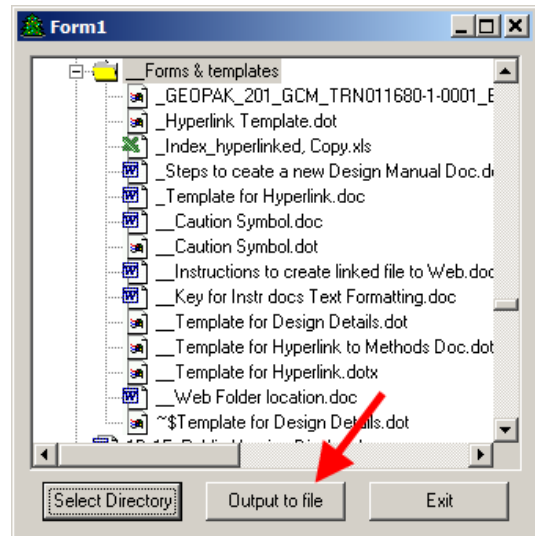 Form1
__Forms & templates
_GEOPAK_201_GCM_TRN011680-1-0001_E
_Hyperlink Template.dot
_Index_hyperlinked, Copy.xls
_Steps to ceate a new Design Manual Doc.d
_Template for Hyperlink.doc
__Caution Symbol.doc
__Caution Symbol.dot
__Instructions to create linked file to Web.doc
__Key for Instr docs Text Formatting.doc
__Template for Design Details.dot
__Template for Hyperlink to Methods Doc.dot
__Template for Hyperlink.dotx
__Web Folder location.doc
~$Template for Design Details.dot
Select Directory Output to file Exit